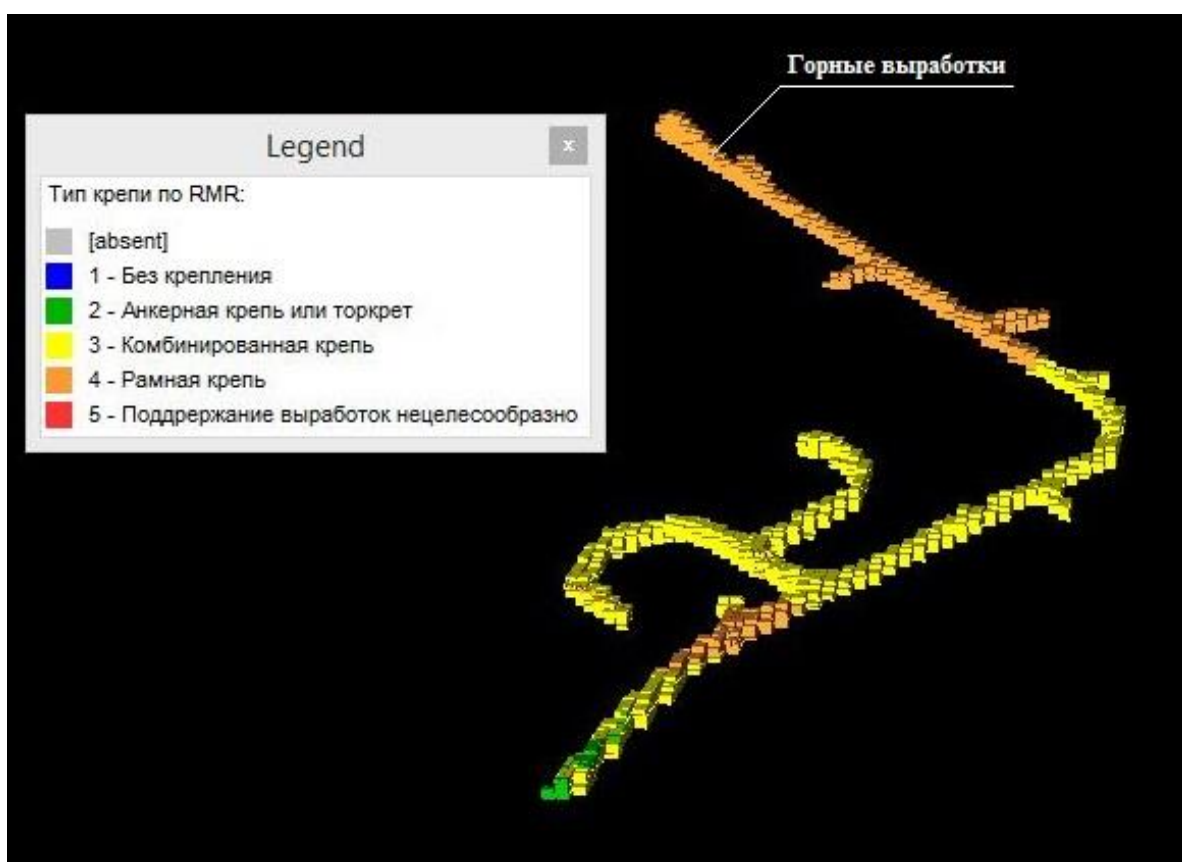 Горные выработки
Legend
x
Тип крепи по RMR:
[absent]
1 - Без крепления
2 - Анкерная крепь или торкрет
3 - Комбинированная крепь
4 - Рамная крепь
5 - Поддрержание выработок нецелесообразно